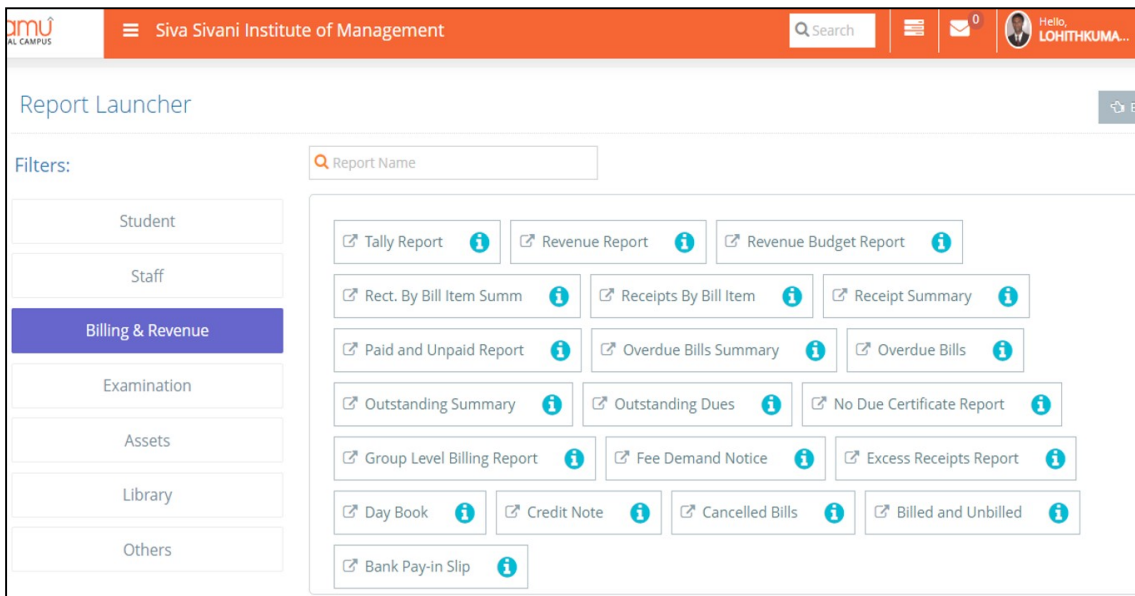 amû
AL CAMPUS
Siva Sivani Institute of Management
Search
0
Hello,
LOHITHKUMA...
Report Launcher
Filters:
Report Name
Student
Staff
Billing & Revenue
Examination
Assets
Library
Others
Tally Report
Revenue Report
Revenue Budget Report
Rect. By Bill Item Summ
Receipts By Bill Item
Receipt Summary
Paid and Unpaid Report
Overdue Bills Summary
Overdue Bills
Outstanding Summary
Outstanding Dues
No Due Certificate Report
Group Level Billing Report
Fee Demand Notice
Excess Receipts Report
Day Book
Credit Note
Cancelled Bills
Billed and Unbilled
Bank Pay-in Slip